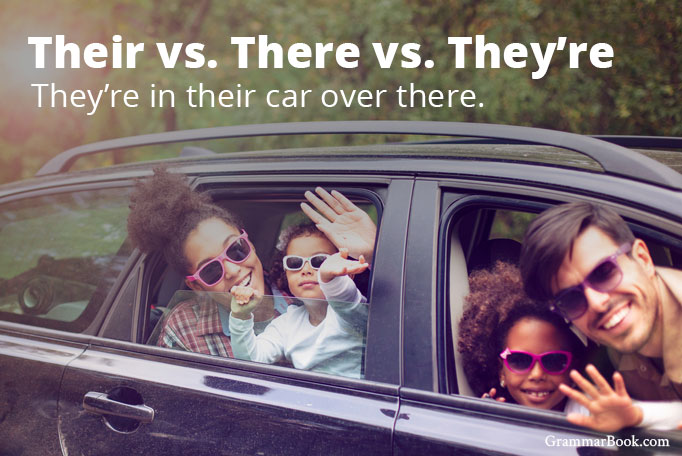 Their vs. There vs. They’re
They’re in their car over there.
GrammarBook.com